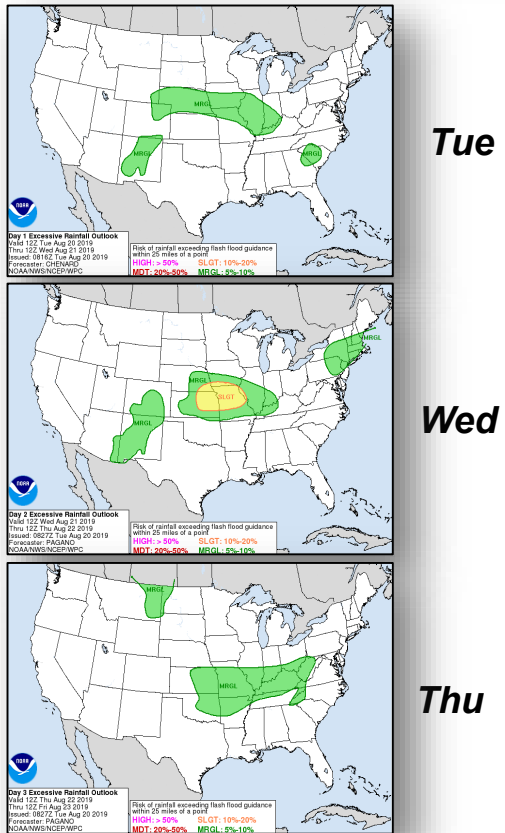 MRGL
MRGL
MRGL
Tue
NOAA
Day 1 Excessive Rainfall Outlook
Valid 12Z Tue Aug 20 2019
Thru 12Z Wed Aug 21 2019
Issued: 0816Z Tue Aug 20 2019
Forecaster: CHENARD
NOAA/NWS/NCEP/WPC
Risk of rainfall exceeding flash flood guidance
within 25 miles of a point
HIGH: > 50% SLGT: 10%-20%
MDT: 20%-50% MRGL: 5%-10%
MRGL
MRGL
SLGT
MRGL
Wed
NOAA
Day 2 Excessive Rainfall Outlook
Valid 12Z Wed Aug 21 2019
Thru 12Z Thu Aug 22 2019
Issued: 0827Z Tue Aug 20 2019
Forecaster: PAGANO
NOAA/NWS/NCEP/WPC
Risk of rainfall exceeding flash flood guidance
within 25 miles of a point
HIGH: > 50% SLGT: 10%-20%
MDT: 20%-50% MRGL: 5%-10%
MRGL
MRGL
Thu
NOAA
Day 3 Excessive Rainfall Outlook
Valid 12Z Thu Aug 22 2019
Thru 12Z Fri Aug 23 2019
Issued: 0827Z Tue Aug 20 2019
Forecaster: PAGANO
NOAA/NWS/NCEP/WPC
Risk of rainfall exceeding flash flood guidance
within 25 miles of a point
HIGH: > 50% SLGT: 10%-20%
MDT: 20%-50% MRGL: 5%-10%